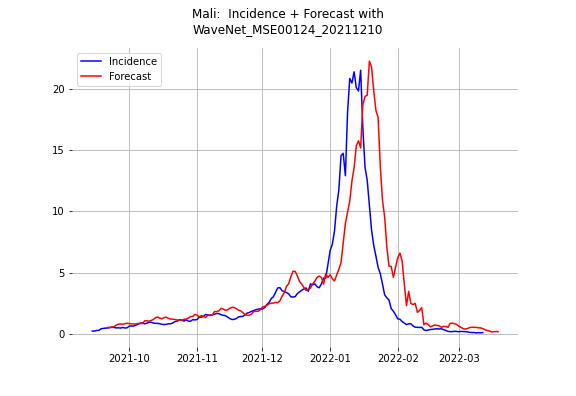 Mali:  Incidence + Forecast with
WaveNet_MSE00124_20211210
Incidence
Forecast
20
15
10
5
0
2021-10
2021-11
2021-12
2022-01
2022-02
2022-03